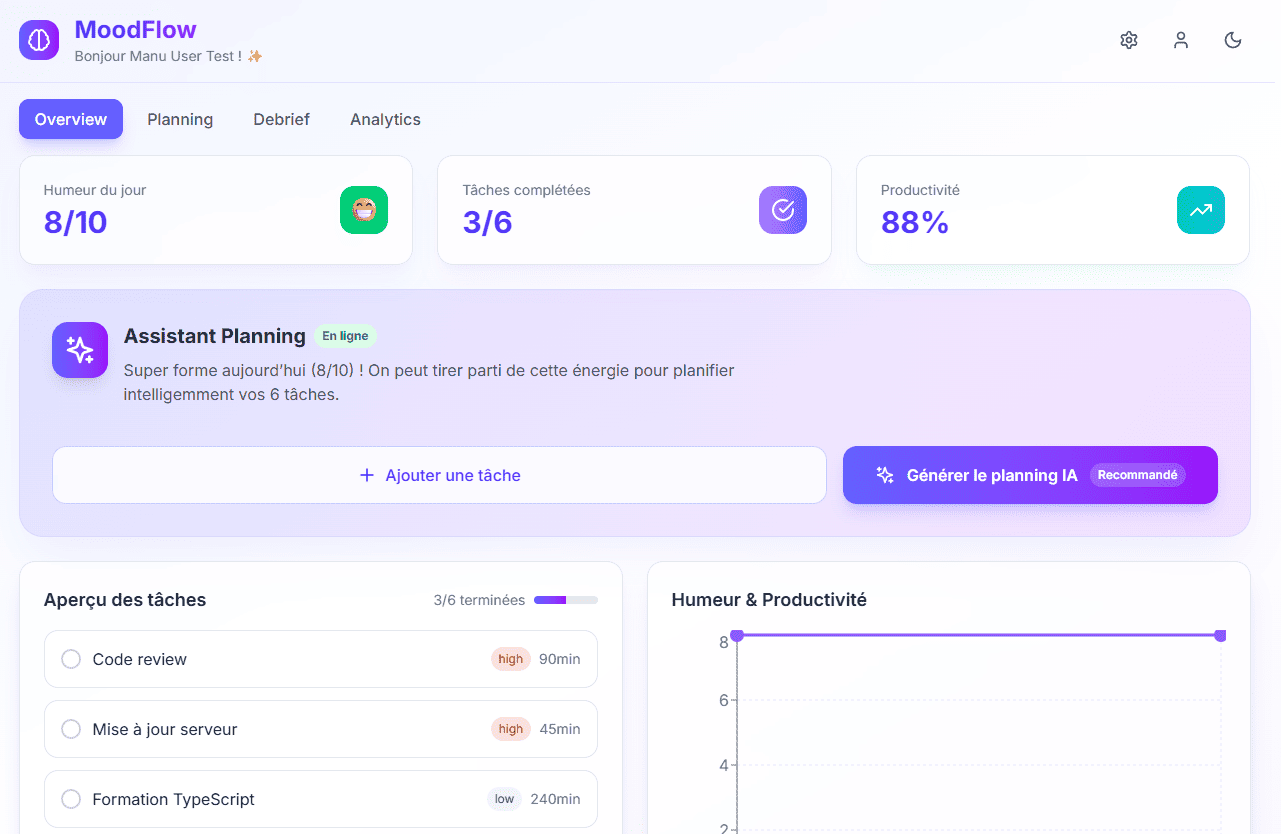 MoodFlow
Bonjour Manu User Test ! ✨
Overview
Planning
Debrief
Analytics
Humeur du jour
8/10
Tâches complétées
3/6
Productivité
88%
Assistant Planning
En ligne
Super forme aujourd’hui (8/10) ! On peut tirer parti de cette énergie pour planifier
intelligemment vos 6 tâches.
+ Ajouter une tâche
Générer le planning IA
Recommandé
Aperçu des tâches
3/6 terminées
Code review
high
90min
Mise à jour serveur
high
45min
Formation TypeScript
low
240min
Humeur & Productivité
8
6
4
2